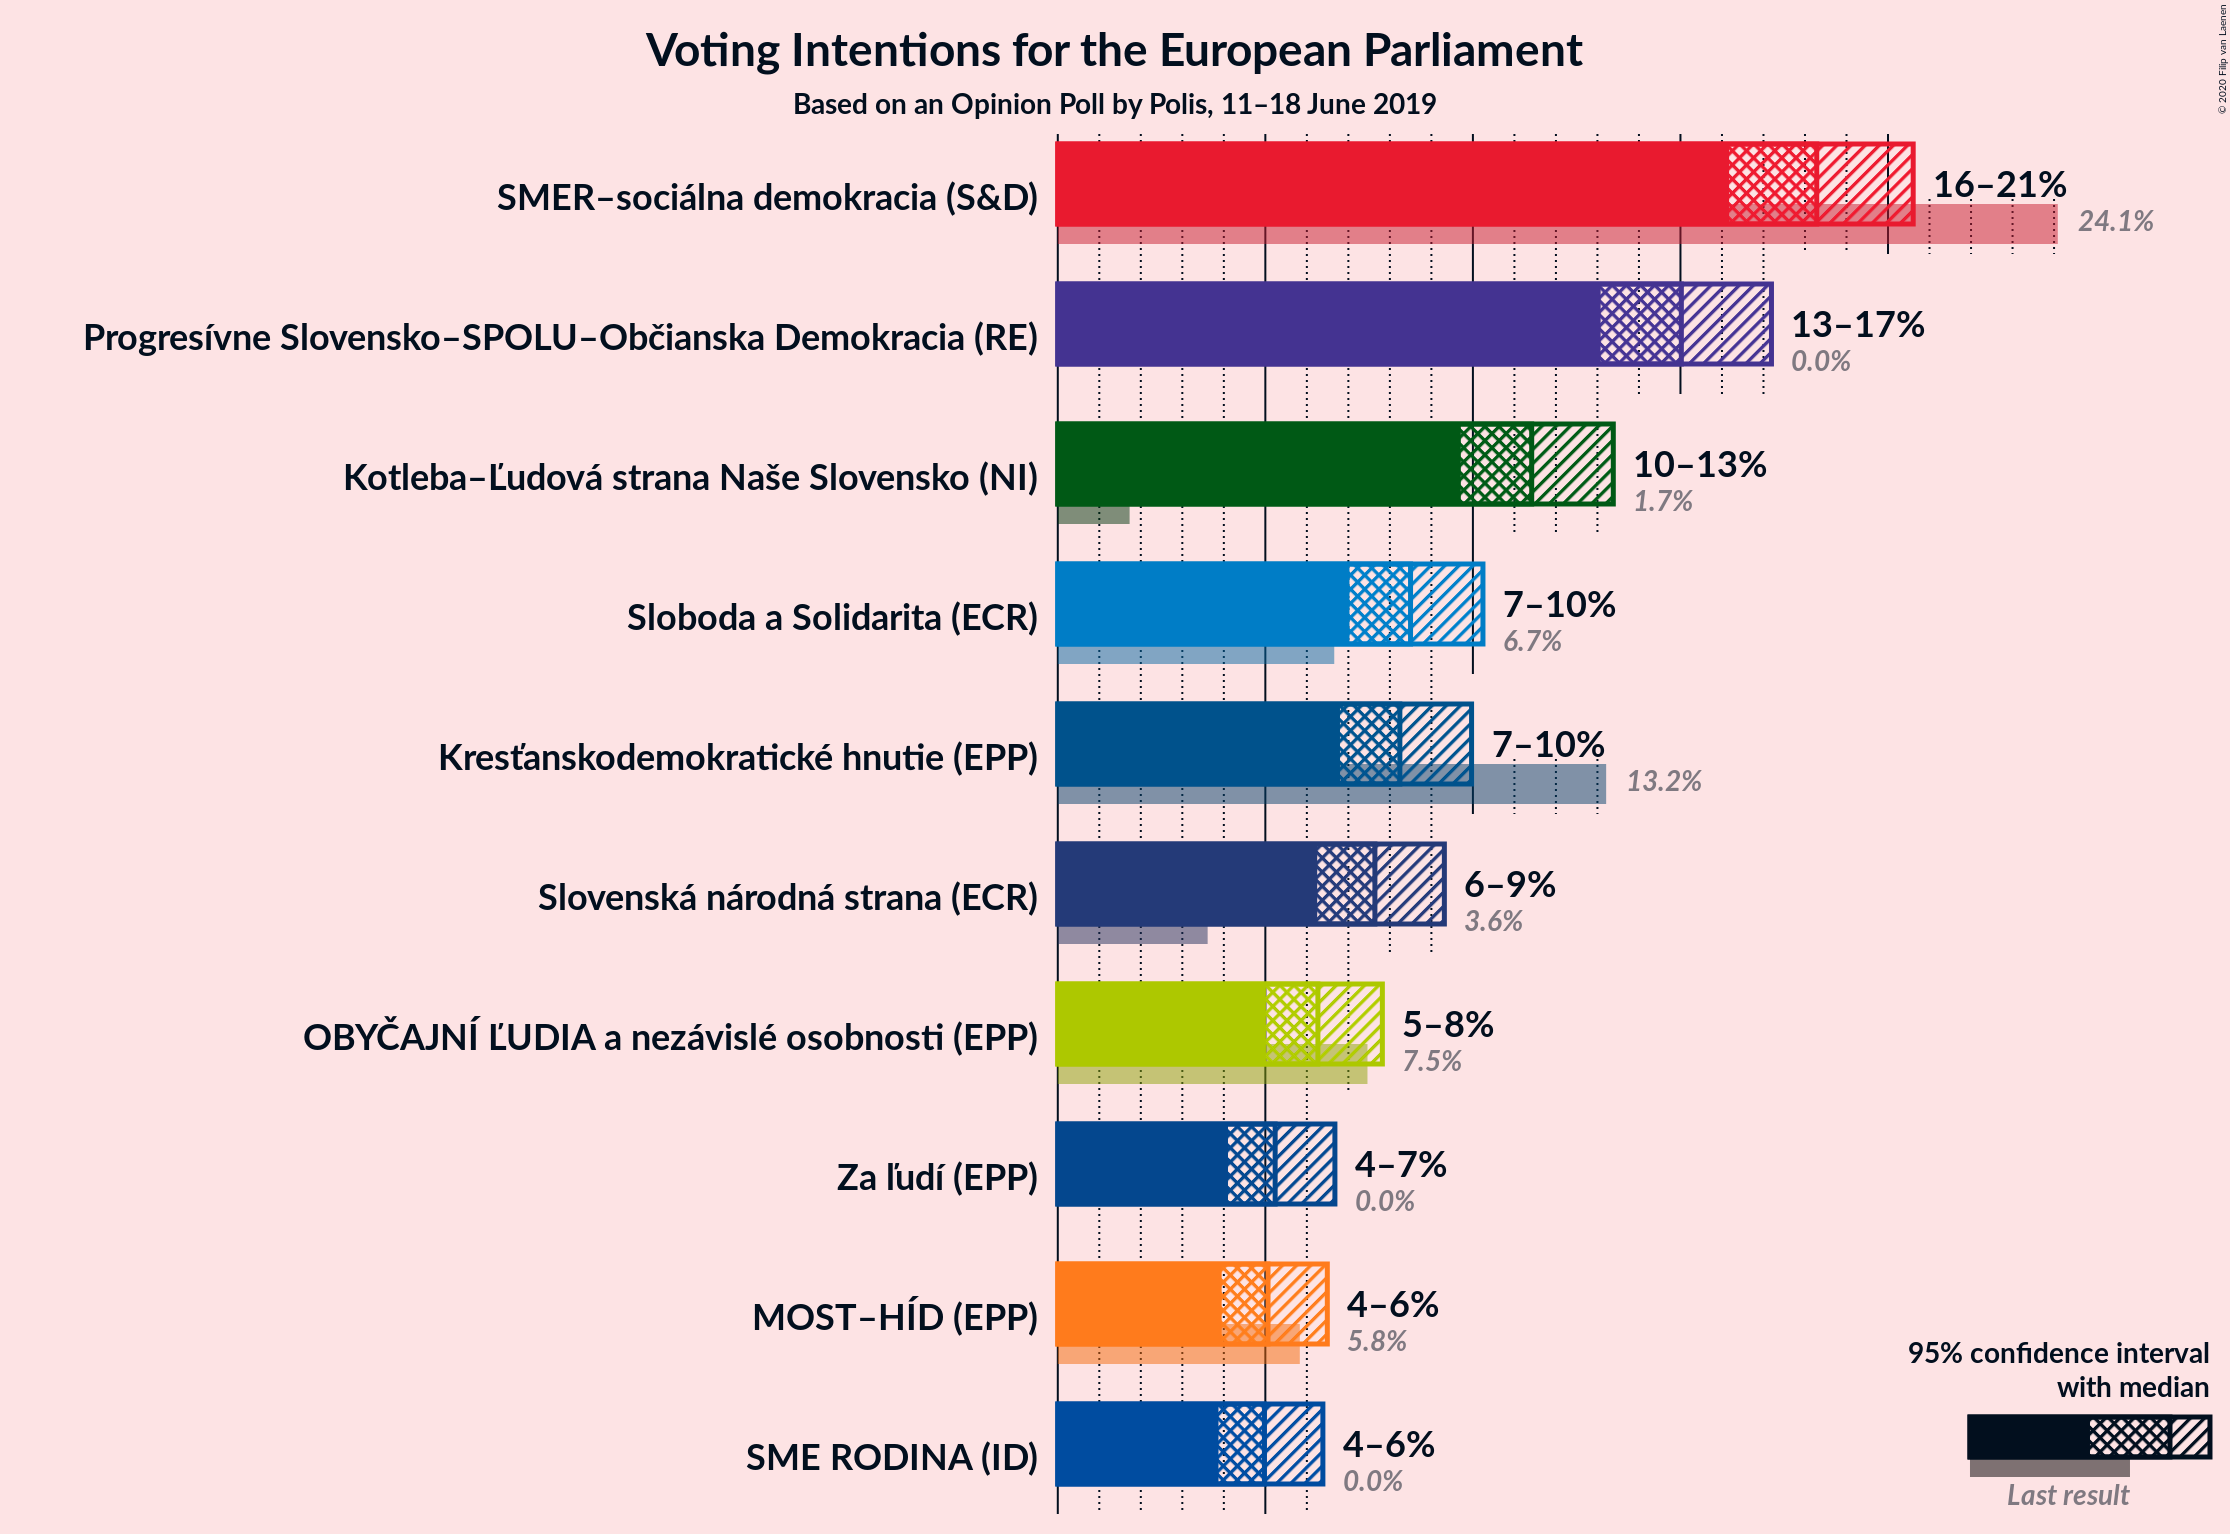 Voting Intentions for the European Parliament
Based on an Opinion Poll by Polis, 11–18 June 2019
© 2020 Filip van Laenen
SMER–sociálna demokracia (S&D)
16–21%
24.1%
Progresívne Slovensko–SPOLU–Občianska Demokracia (RE)
13–17%
0.0%
Kotleba–Ľudová strana Naše Slovensko (NI)
10–13%
1.7%
Sloboda a Solidarita (ECR)
7–10%
6.7%
Kresťanskodemokratické hnutie (EPP)
7–10%
13.2%
Slovenská národná strana (ECR)
6–9%
3.6%
OBYČAJNÍ ĽUDIA a nezávislé osobnosti (EPP)
5–8%
7.5%
Za ľudí (EPP)
4–7%
0.0%
MOST–HÍD (EPP)
4–6%
5.8%
SME RODINA (ID)
4–6%
0.0%
95% confidence interval
with median
Last result